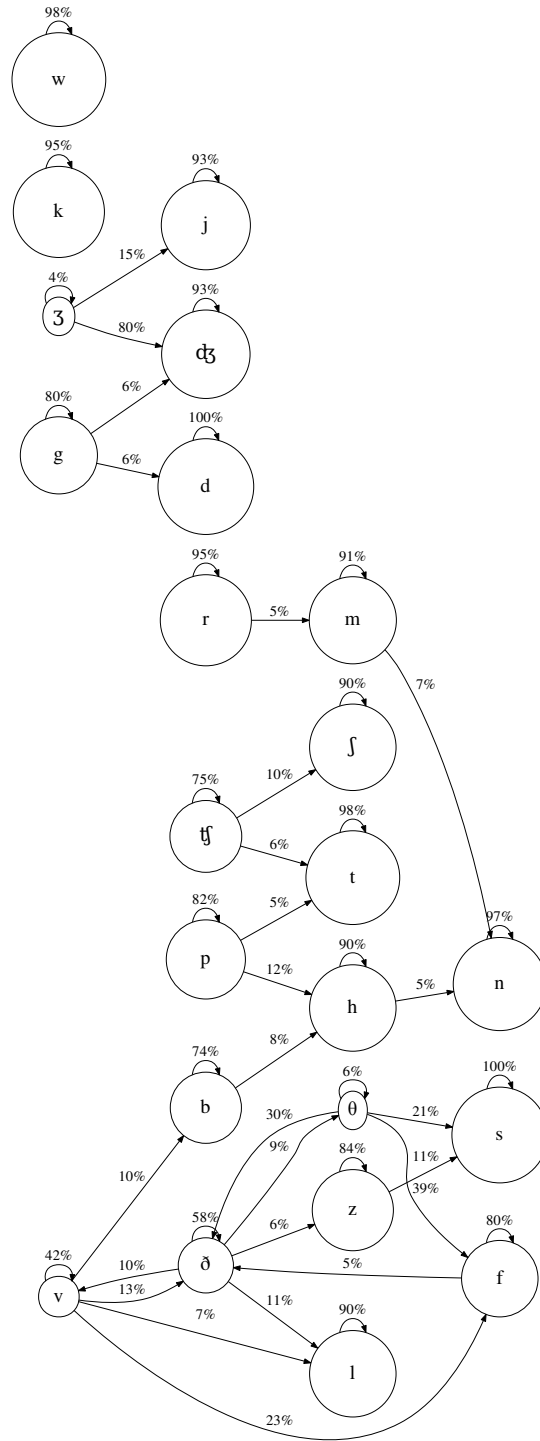 98%
w
95%
k
93%
j
15%
4%
ʒ
80%
93%
ʤ
6%
80%
g
6%
100%
d
95%
r
5%
91%
m
7%
90%
ʃ
10%
75%
ʧ
6%
98%
t
5%
82%
p
12%
90%
h
5%
97%
n
8%
74%
b
10%
6%
θ
21%
100%
s
30%
9%
84%
z
11%
39%
58%
ð
6%
80%
f
5%
42%
v
10%
13%
11%
7%
90%
l
23%